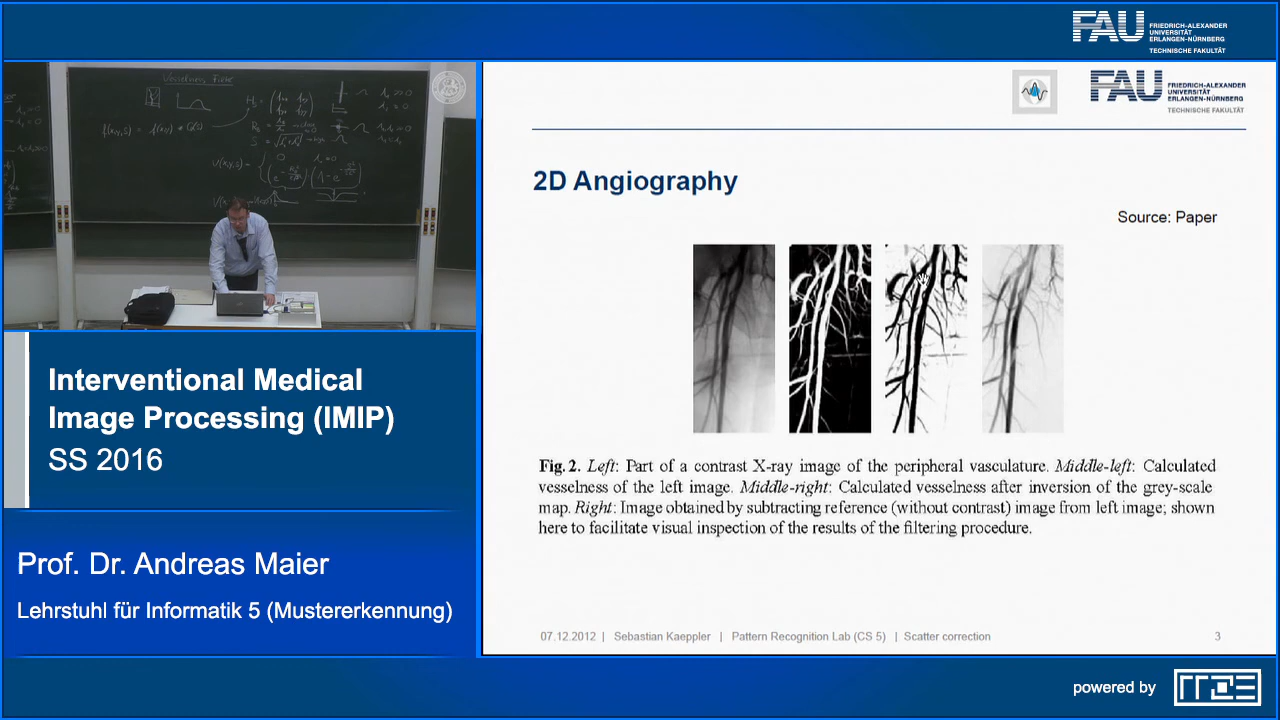 FAU FRIEDRICH-ALEXANDER
UNIVERSITÄT
ERLANGEN-NÜRNBERG
TECHNISCHE FAKULTÄT
FAU FRIEDRICH-ALEXANDER
UNIVERSITÄT
ERLANGEN-NÜRNBERG
TECHNISCHE FAKULTÄT
2D Angiography
Source: Paper
Fig. 2. Left: Part of a contrast X-ray image of the peripheral vasculature. Middle-left: Calculated
vesselness of the left image. Middle-right: Calculated vesselness after inversion of the grey-scale
map. Right: Image obtained by subtracting reference (without contrast) image from left image; shown
here to facilitate visual inspection of the results of the filtering procedure.
07.12.2012 | Sebastian Kaeppler | Pattern Recognition Lab (CS 5) | Scatter correction 3
Interventional Medical
Image Processing (IMIP)
SS 2016
Prof. Dr. Andreas Maier
Lehrstuhl für Informatik 5 (Mustererkennung)
powered by